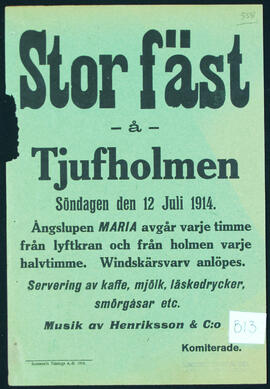 Stor fäst
- å -
Tjufholmen
Söndagen den 12 Juli 1914.
Ångslupen MARIA avgår varje timme
från lyftkran och från holmen varje
halvtimme. Windskärsvarv anlöpes.
Servering av kaffe, mjölk, läskedrycker,
smörgåsar etc.
Musik av Henriksson & C:o
B13
Komiterade.